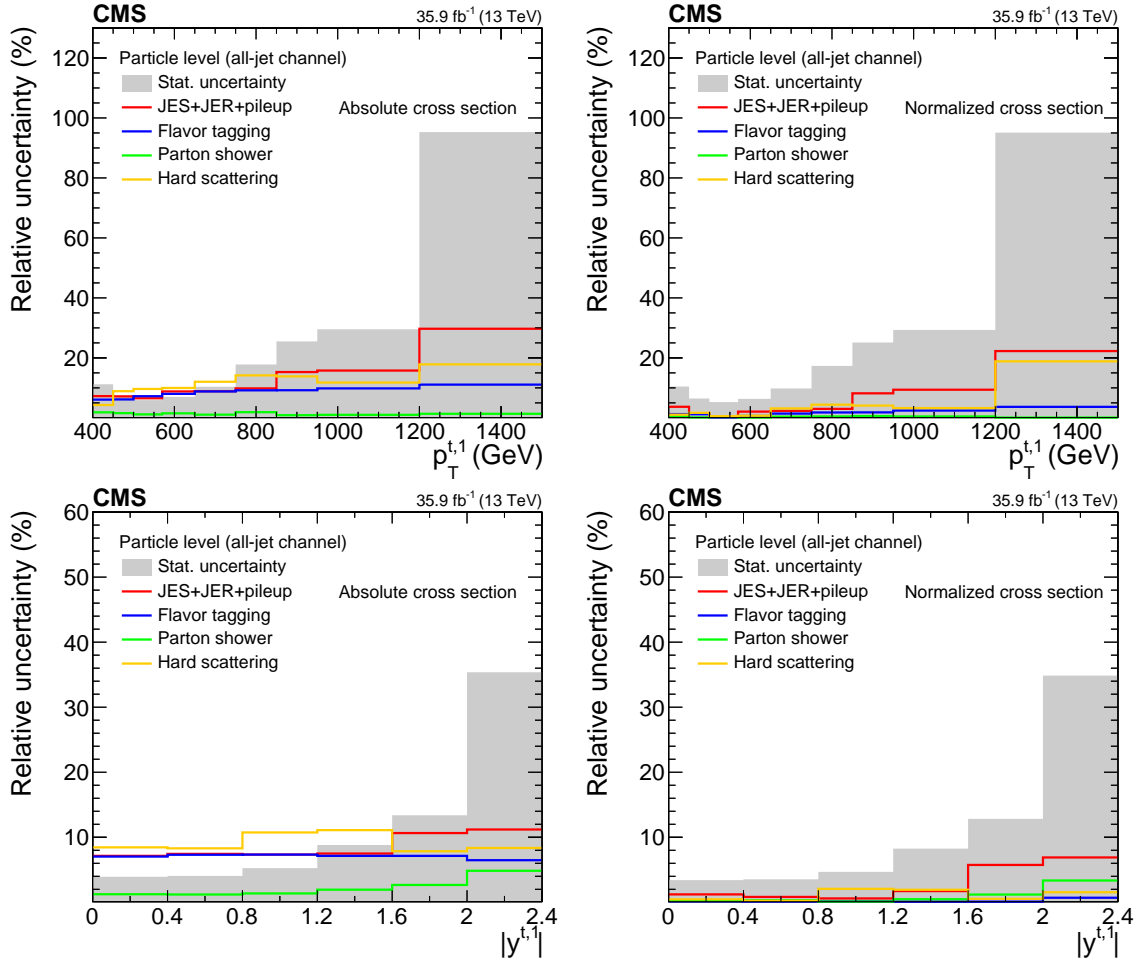 CMS
35.9 fb⁻¹ (13 TeV)
Relative uncertainty (%)
120
100
80
60
40
20
Particle level (all-jet channel)
Stat. uncertainty
JES+JER+pileup
Flavor tagging
Parton shower
Hard scattering
Absolute cross section
400 600 800 1000 1200 1400
p_T^{t,1} (GeV)
CMS
35.9 fb⁻¹ (13 TeV)
Relative uncertainty (%)
120
100
80
60
40
20
Particle level (all-jet channel)
Stat. uncertainty
JES+JER+pileup
Flavor tagging
Parton shower
Hard scattering
Normalized cross section
400 600 800 1000 1200 1400
p_T^{t,1} (GeV)
CMS
35.9 fb⁻¹ (13 TeV)
Relative uncertainty (%)
60
50
40
30
20
10
Particle level (all-jet channel)
Stat. uncertainty
JES+JER+pileup
Flavor tagging
Parton shower
Hard scattering
Absolute cross section
0 0.4 0.8 1.2 1.6 2 2.4
|y^{t,1}|
CMS
35.9 fb⁻¹ (13 TeV)
Relative uncertainty (%)
60
50
40
30
20
10
Particle level (all-jet channel)
Stat. uncertainty
JES+JER+pileup
Flavor tagging
Parton shower
Hard scattering
Normalized cross section
0 0.4 0.8 1.2 1.6 2 2.4
|y^{t,1}|